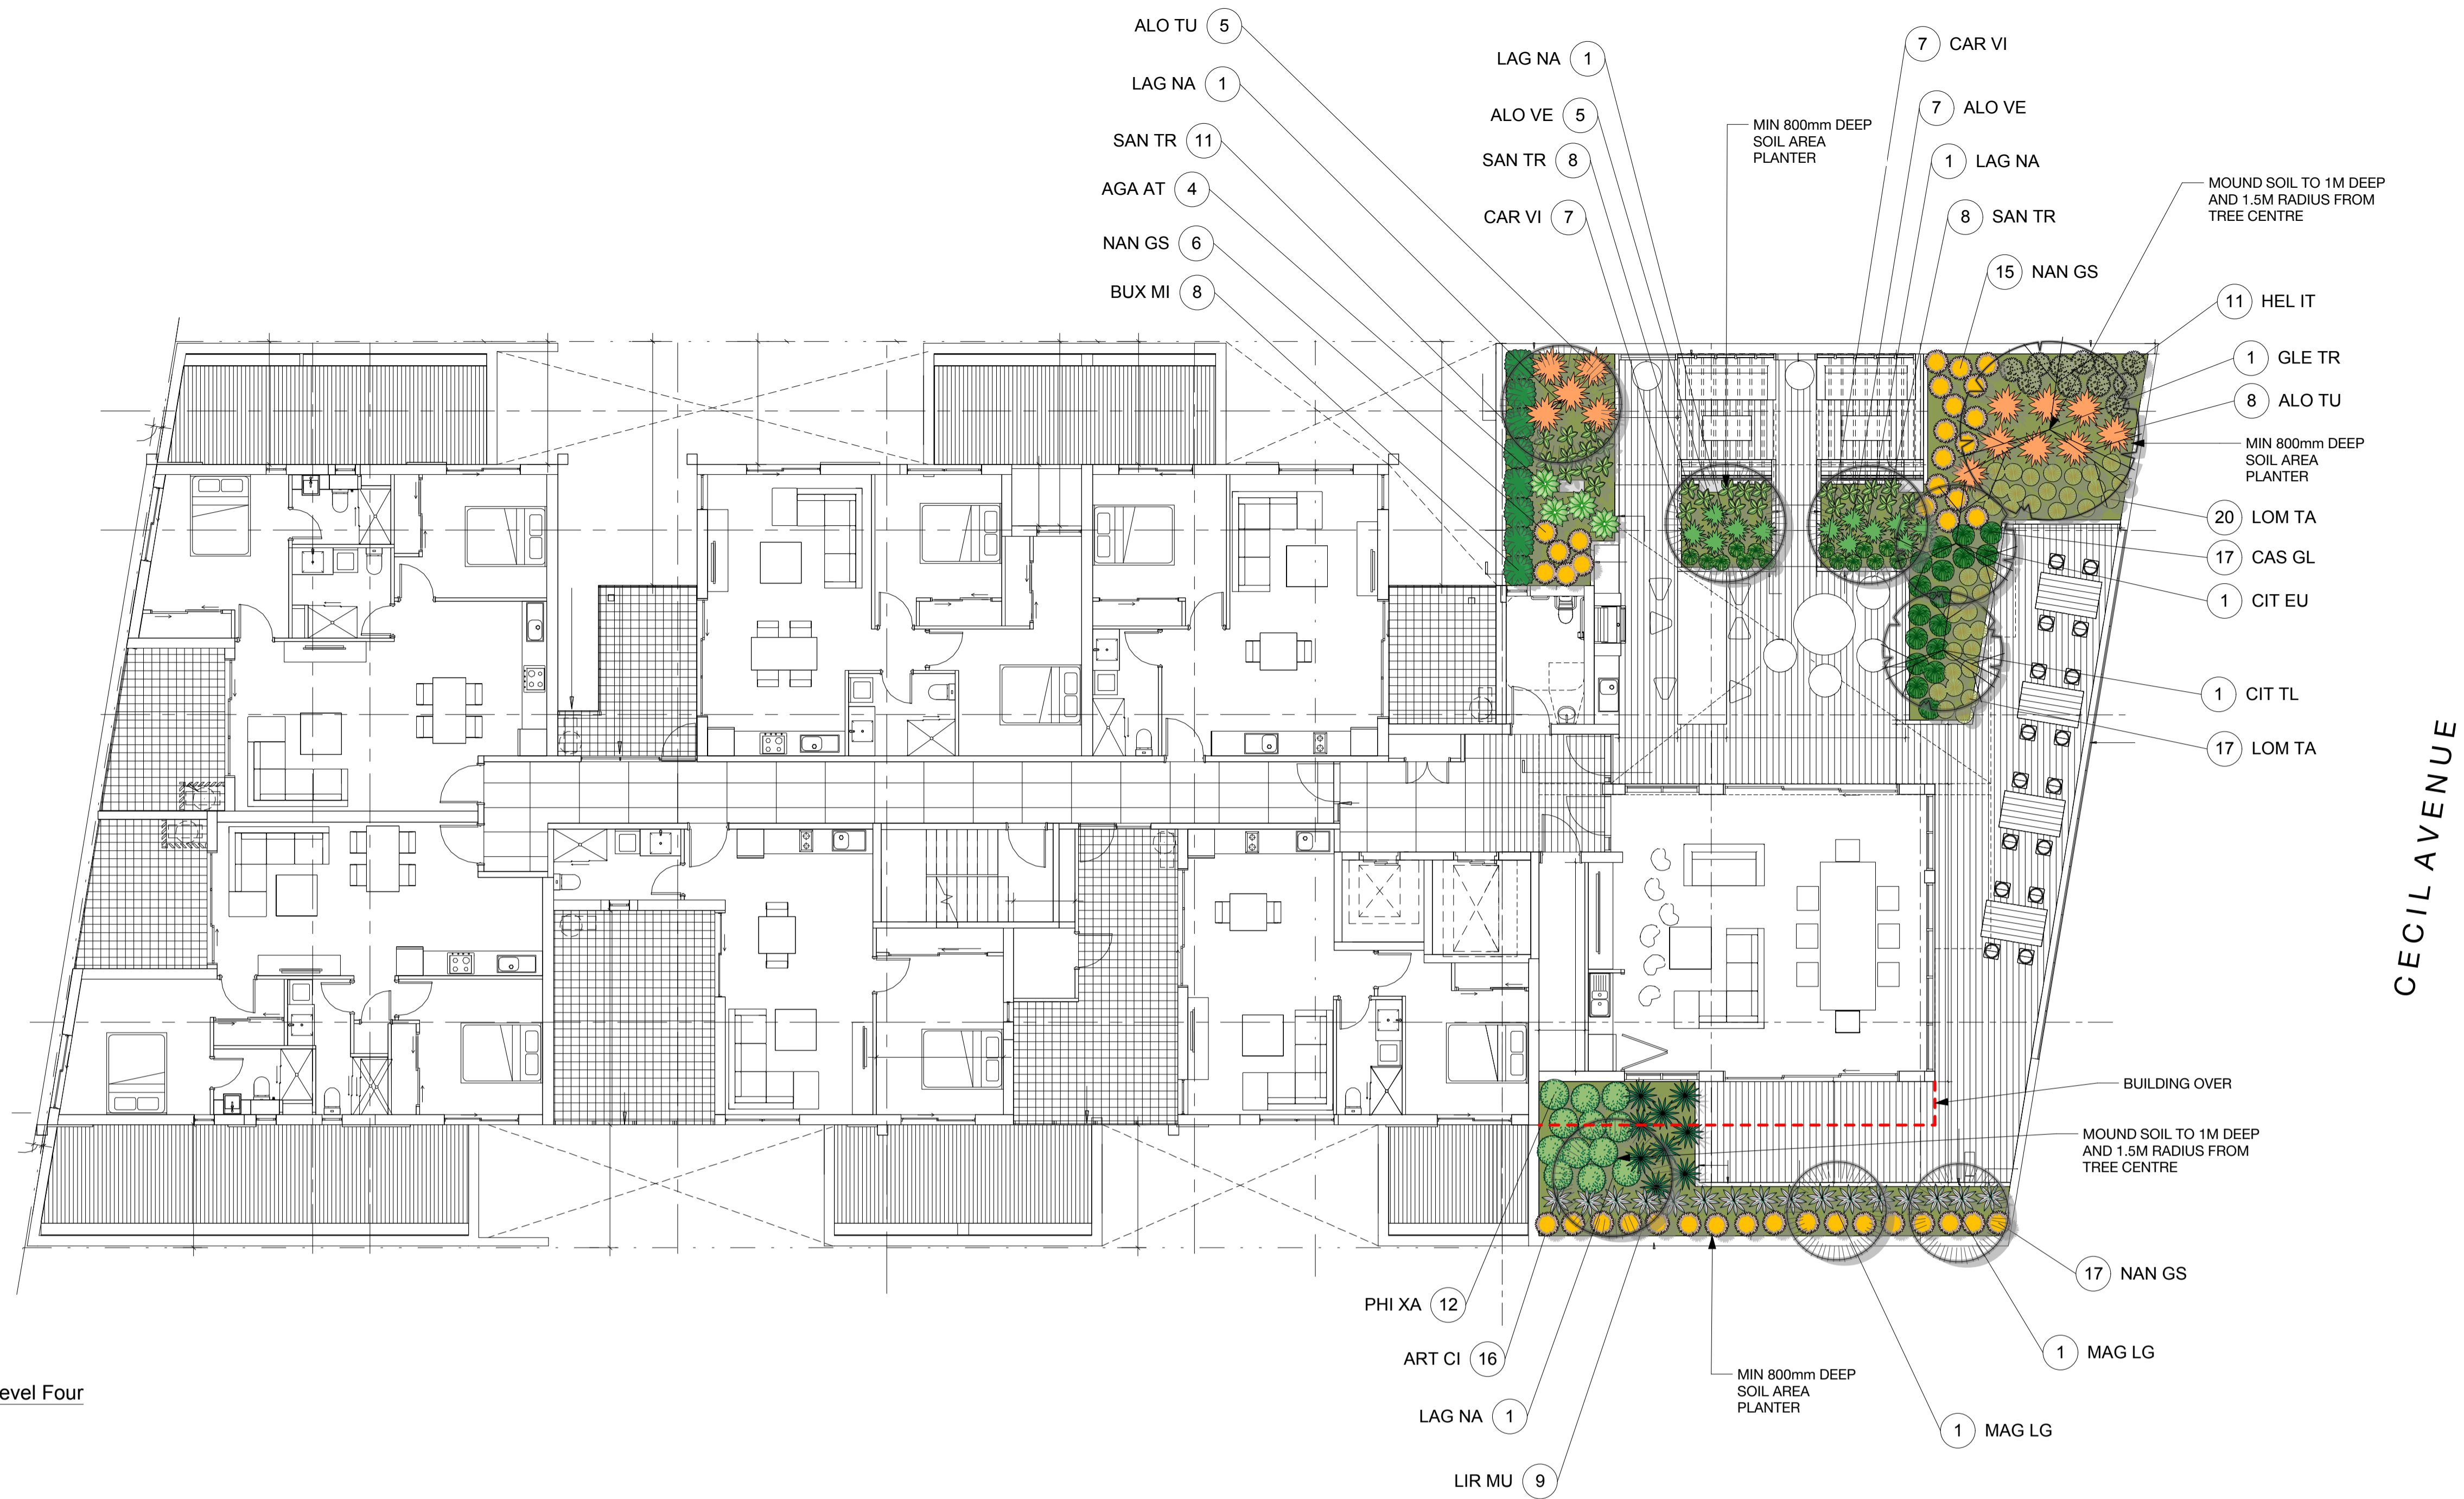 ALO TU 5
LAG NA 1
SAN TR 11
AGA AT 4
NAN GS 6
BUX MI 8
LAG NA 1
ALO VE 5
SAN TR 8
CAR VI 7
MIN 800mm DEEP
SOIL AREA
PLANTER
7 CAR VI
7 ALO VE
1 LAG NA
8 SAN TR
15 NAN GS
MOUND SOIL TO 1M DEEP
AND 1.5M RADIUS FROM
TREE CENTRE
11 HEL IT
1 GLE TR
8 ALO TU
MIN 800mm DEEP
SOIL AREA
PLANTER
20 LOM TA
17 CAS GL
1 CIT EU
1 CIT TL
17 LOM TA
CECIL AVENUE
BUILDING OVER
MOUND SOIL TO 1M DEEP
AND 1.5M RADIUS FROM
TREE CENTRE
17 NAN GS
1 MAG LG
1 MAG LG
MIN 800mm DEEP
SOIL AREA
PLANTER
PHI XA 12
ART CI 16
LAG NA 1
LIR MU 9
evel Four